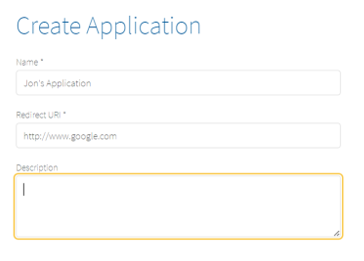 Create Application
Name *
Jon's Application
Redirect URI *
http://www.google.com
Description